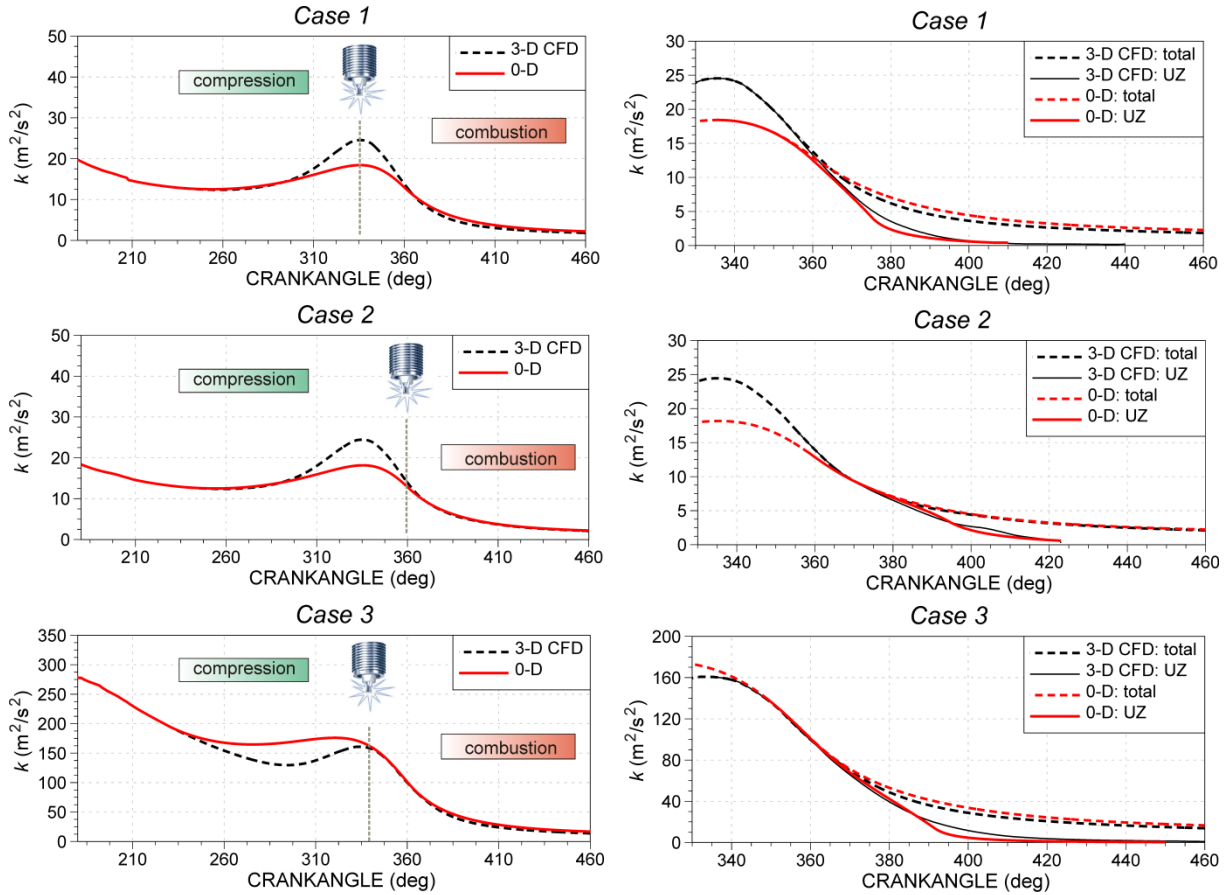 Case 1
50
40
30
20
10
0
k (m²/s²)
compression
combustion
3-D CFD
0-D
210 260 310 360 410 460
CRANKANGLE (deg)
Case 1
30
25
20
15
10
5
0
k (m²/s²)
3-D CFD: total
3-D CFD: UZ
0-D: total
0-D: UZ
340 360 380 400 420 440 460
CRANKANGLE (deg)
Case 2
50
40
30
20
10
0
k (m²/s²)
compression
combustion
3-D CFD
0-D
210 260 310 360 410 460
CRANKANGLE (deg)
Case 2
30
25
20
15
10
5
0
k (m²/s²)
3-D CFD: total
3-D CFD: UZ
0-D: total
0-D: UZ
340 360 380 400 420 440 460
CRANKANGLE (deg)
Case 3
350
300
250
200
150
100
50
0
k (m²/s²)
compression
combustion
3-D CFD
0-D
210 260 310 360 410 460
CRANKANGLE (deg)
Case 3
200
160
120
80
40
0
k (m²/s²)
3-D CFD: total
3-D CFD: UZ
0-D: total
0-D: UZ
340 360 380 400 420 440 460
CRANKANGLE (deg)